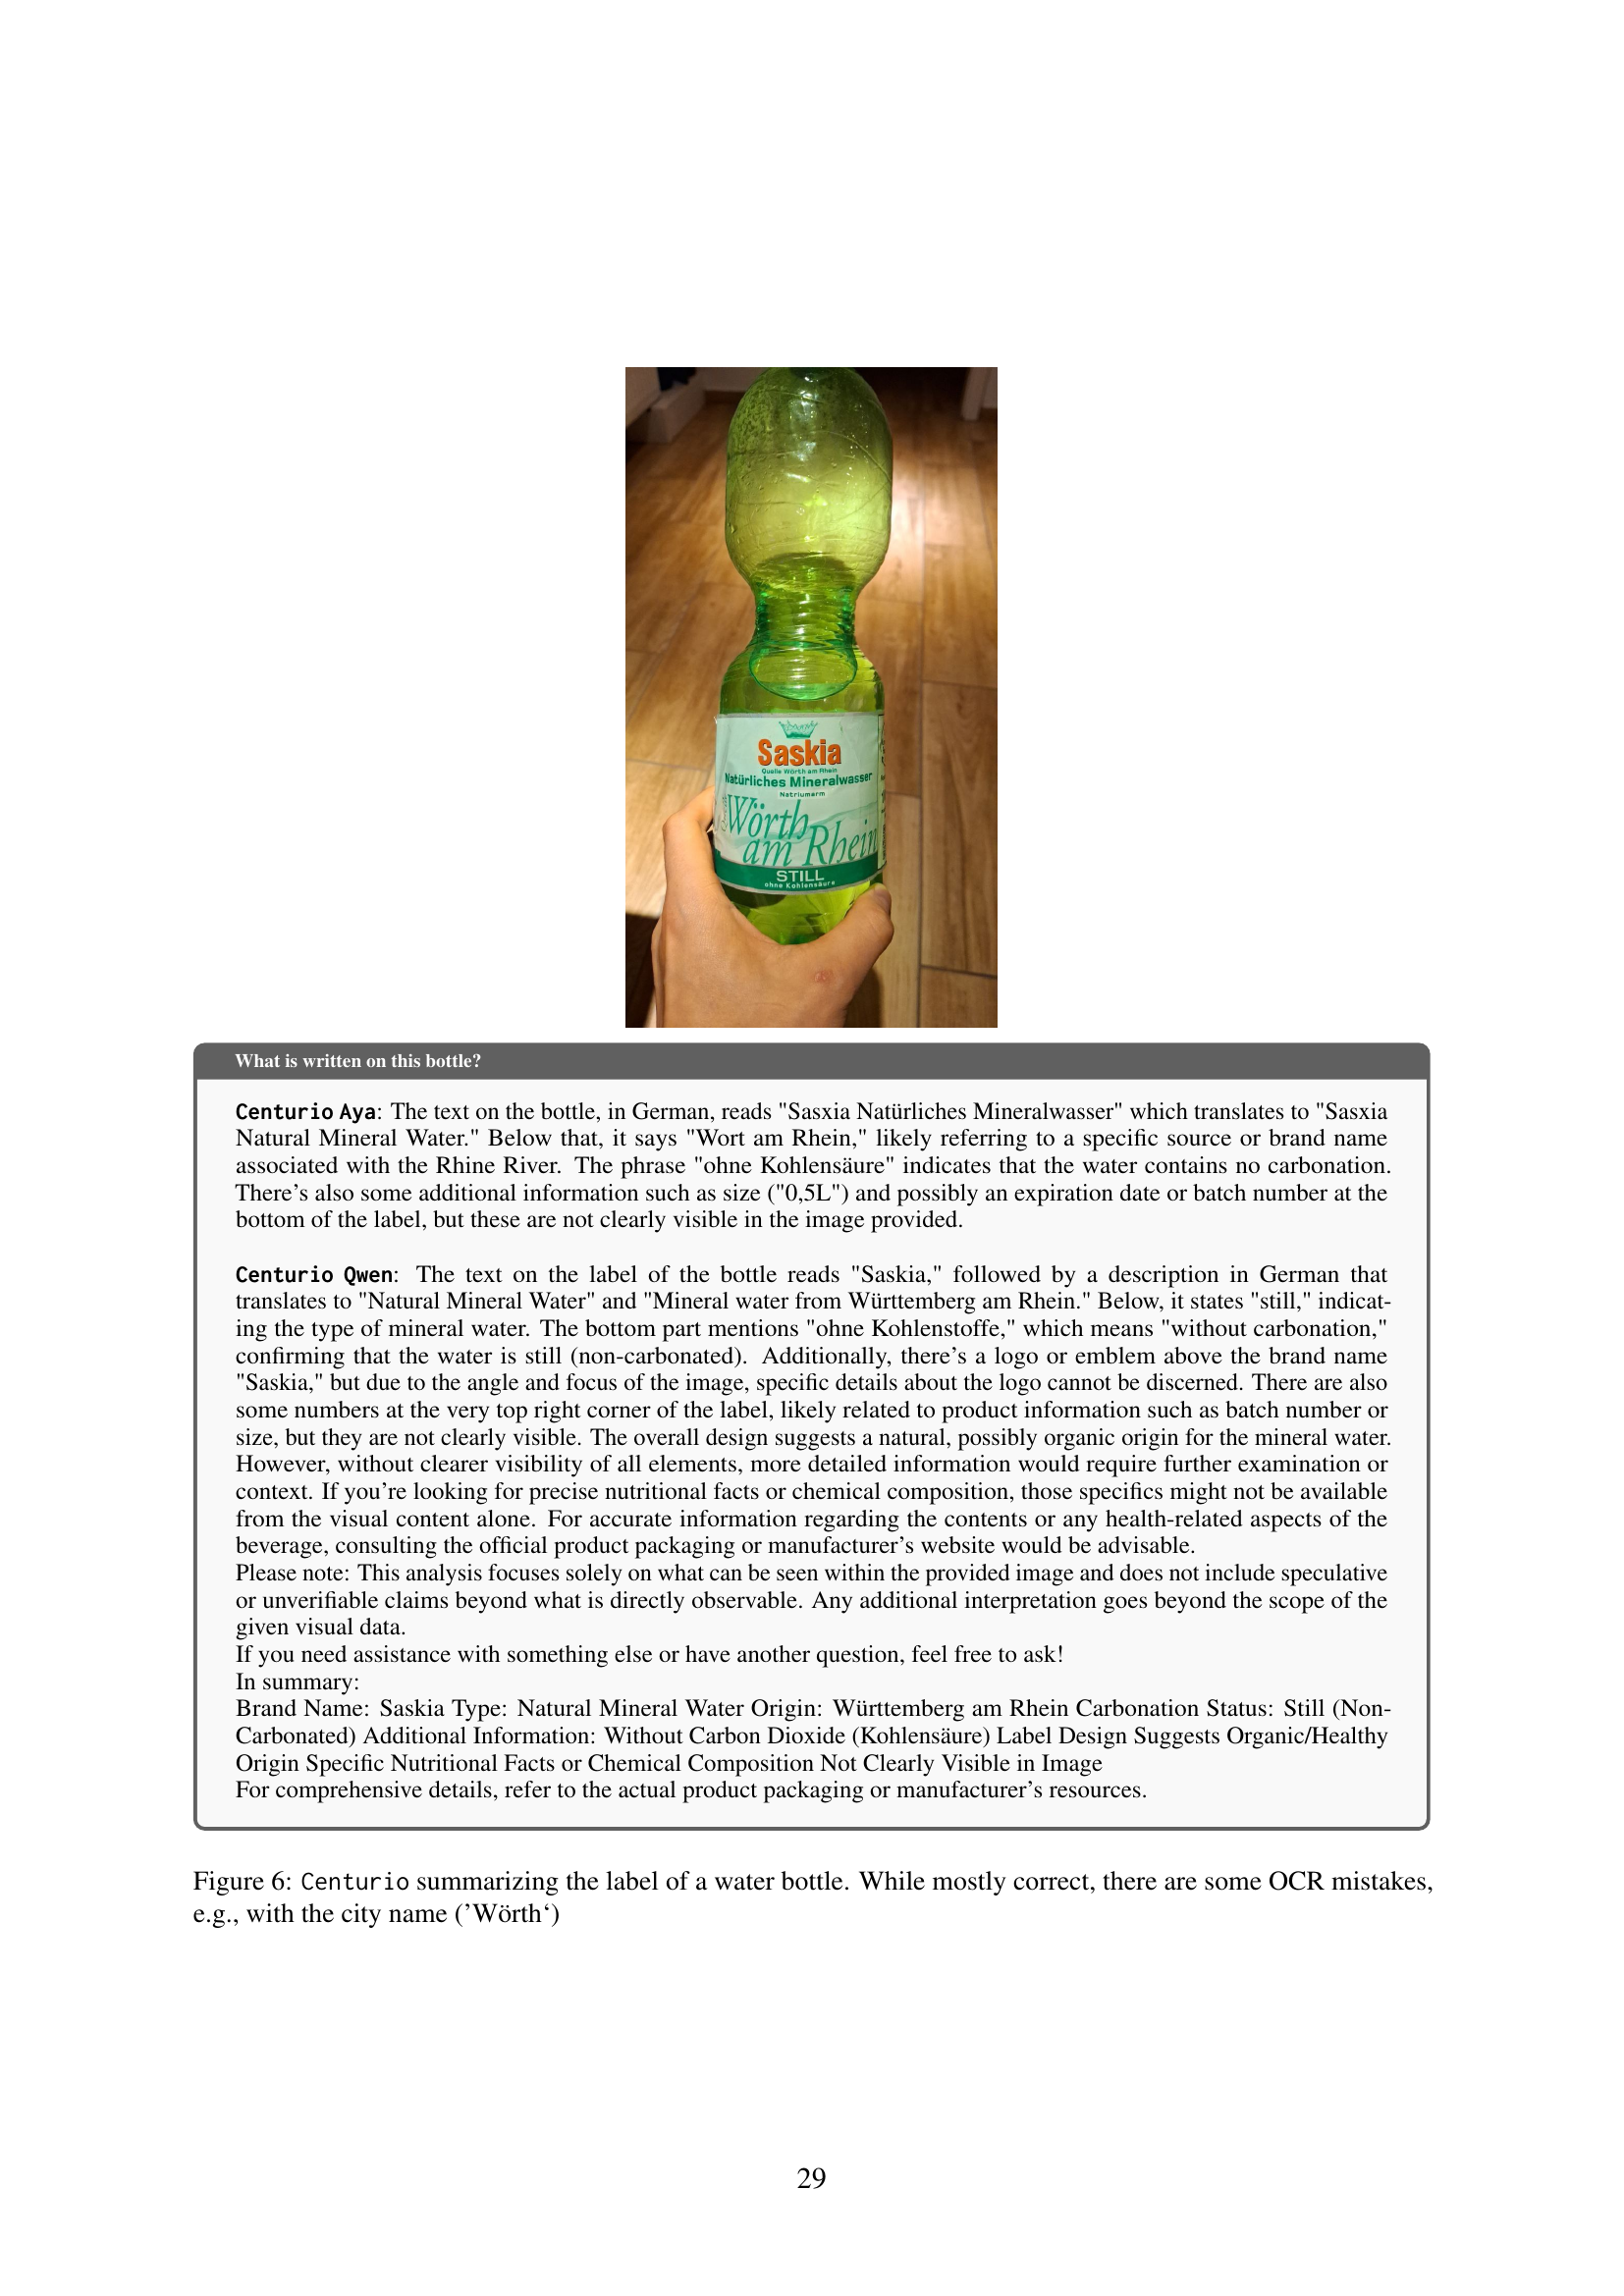 Saskia
Quelle Wörth am Rhein
Natürliches Mineralwasser
Natriumarm
Wörth
am Rhein
STILL
ohne Kohlensäure
What is written on this bottle?
Centurio Aya: The text on the bottle, in German, reads "Sasxia Natürliches Mineralwasser" which translates to "Sasxia
Natural Mineral Water." Below that, it says "Wort am Rhein," likely referring to a specific source or brand name
associated with the Rhine River. The phrase "ohne Kohlensäure" indicates that the water contains no carbonation.
There's also some additional information such as size ("0,5L") and possibly an expiration date or batch number at the
bottom of the label, but these are not clearly visible in the image provided.
Centurio Qwen: The text on the label of the bottle reads "Saskia," followed by a description in German that
translates to "Natural Mineral Water" and "Mineral water from Württemberg am Rhein." Below, it states "still," indicat-
ing the type of mineral water. The bottom part mentions "ohne Kohlenstoffe," which means "without carbonation,"
confirming that the water is still (non-carbonated). Additionally, there's a logo or emblem above the brand name
"Saskia," but due to the angle and focus of the image, specific details about the logo cannot be discerned. There are also
some numbers at the very top right corner of the label, likely related to product information such as batch number or
size, but they are not clearly visible. The overall design suggests a natural, possibly organic origin for the mineral water.
However, without clearer visibility of all elements, more detailed information would require further examination or
context. If you're looking for precise nutritional facts or chemical composition, those specifics might not be available
from the visual content alone. For accurate information regarding the contents or any health-related aspects of the
beverage, consulting the official product packaging or manufacturer's website would be advisable.
Please note: This analysis focuses solely on what can be seen within the provided image and does not include speculative
or unverifiable claims beyond what is directly observable. Any additional interpretation goes beyond the scope of the
given visual data.
If you need assistance with something else or have another question, feel free to ask!
In summary:
Brand Name: Saskia Type: Natural Mineral Water Origin: Württemberg am Rhein Carbonation Status: Still (Non-
Carbonated) Additional Information: Without Carbon Dioxide (Kohlensäure) Label Design Suggests Organic/Healthy
Origin Specific Nutritional Facts or Chemical Composition Not Clearly Visible in Image
For comprehensive details, refer to the actual product packaging or manufacturer's resources.
Figure 6: Centurio summarizing the label of a water bottle. While mostly correct, there are some OCR mistakes,
e.g., with the city name ('Wörth‘)
29